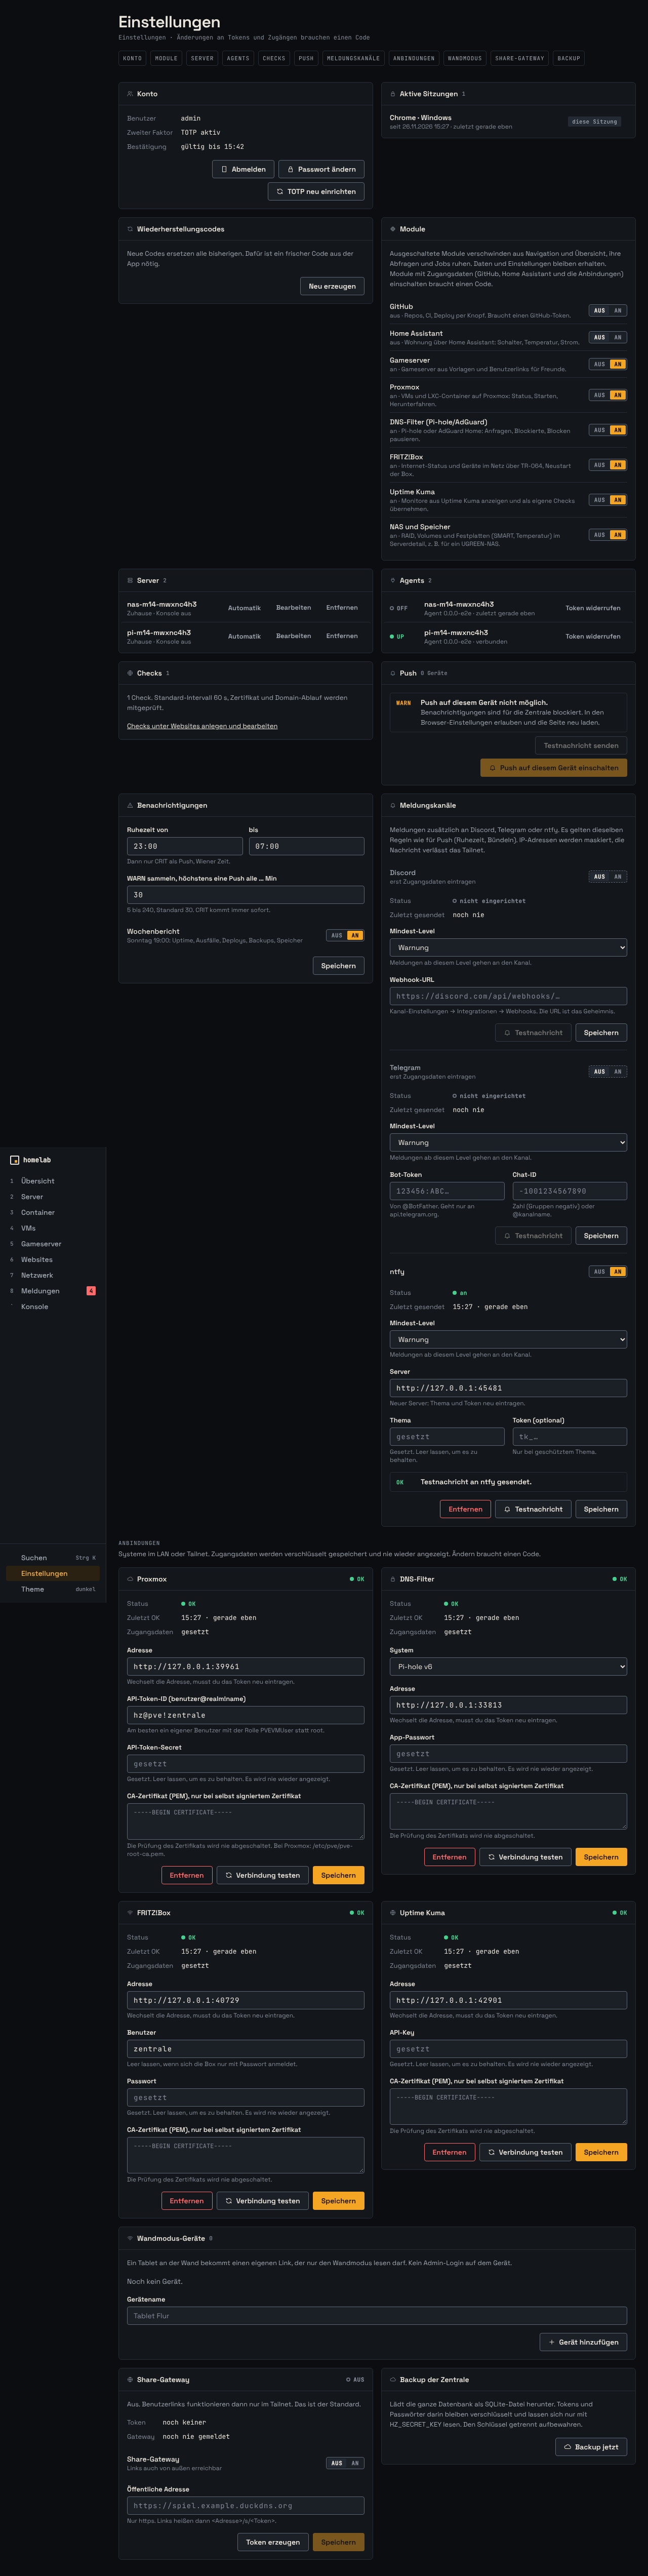 Einstellungen
Einstellungen · Änderungen an Tokens und Zugängen brauchen einen Code
KONTO
MODULE
SERVER
AGENTS
CHECKS
PUSH
MELDUNGSKANÄLE
ANBINDUNGEN
WANDMODUS
SHARE-GATEWAY
BACKUP
Konto
Benutzer admin
Zweiter Faktor TOTP aktiv
Bestätigung gültig bis 15:42
Abmelden
Passwort ändern
TOTP neu einrichten
Aktive Sitzungen 1
Chrome · Windows
seit 26.11.2026 15:27 · zuletzt gerade eben
diese Sitzung
Wiederherstellungscodes
Neue Codes ersetzen alle bisherigen. Dafür ist ein frischer Code aus der
App nötig.
Neu erzeugen
Module
Ausgeschaltete Module verschwinden aus Navigation und Übersicht, ihre
Abfragen und Jobs ruhen. Daten und Einstellungen bleiben erhalten.
Module mit Zugangsdaten (GitHub, Home Assistant und die Anbindungen)
einschalten braucht einen Code.
GitHub
aus · Repos, CI, Deploy per Knopf. Braucht einen GitHub-Token.
AUS AN
Home Assistant
aus · Wohnung über Home Assistant: Schalter, Temperatur, Strom.
AUS AN
Gameserver
an · Gameserver aus Vorlagen und Benutzerlinks für Freunde.
AUS AN
Proxmox
an · VMs und LXC-Container auf Proxmox: Status, Starten,
Herunterfahren.
AUS AN
DNS-Filter (Pi-hole/AdGuard)
an · Pi-hole oder AdGuard Home: Anfragen, Blockierte, Blocken
pausieren.
AUS AN
FRITZ!Box
an · Internet-Status und Geräte im Netz über TR-064, Neustart
der Box.
AUS AN
Uptime Kuma
an · Monitore aus Uptime Kuma anzeigen und als eigene Checks
übernehmen.
AUS AN
NAS und Speicher
an · RAID, Volumes und Festplatten (SMART, Temperatur) im
Serverdetail, z. B. für ein UGREEN-NAS.
AUS AN
Server 2
nas-m14-mwxnc4h3
Zuhause · Konsole aus
Automatik Bearbeiten Entfernen
pi-m14-mwxnc4h3
Zuhause · Konsole aus
Automatik Bearbeiten Entfernen
Agents 2
OFF
nas-m14-mwxnc4h3
Agent 0.0.0-e2e · zuletzt gerade eben
Token widerrufen
UP
pi-m14-mwxnc4h3
Agent 0.0.0-e2e · verbunden
Token widerrufen
Checks 1
1 Check. Standard-Intervall 60 s, Zertifikat und Domain-Ablauf werden
mitgeprüft.
Checks unter Websites anlegen und bearbeiten
Push 0 Geräte
WARN
Push auf diesem Gerät nicht möglich.
Benachrichtigungen sind für die Zentrale blockiert. In den
Browser-Einstellungen erlauben und die Seite neu laden.
Testnachricht senden
Push auf diesem Gerät einschalten
Benachrichtigungen
Ruhezeit von
bis
23:00
07:00
Dann nur CRIT als Push, Wiener Zeit.
WARN sammeln, höchstens eine Push alle … Min
30
5 bis 240, Standard 30. CRIT kommt immer sofort.
Wochenbericht
Sonntag 19:00: Uptime, Ausfälle, Deploys, Backups, Speicher
AUS AN
Speichern
Meldungskanäle
Meldungen zusätzlich an Discord, Telegram oder ntfy. Es gelten dieselben
Regeln wie für Push (Ruhezeit, Bündeln). IP-Adressen werden maskiert, die
Nachricht verlässt das Tailnet.
Discord
erst Zugangsdaten eintragen
AUS AN
Status nicht eingerichtet
Zuletzt gesendet noch nie
Mindest-Level
Warnung
Meldungen ab diesem Level gehen an den Kanal.
Webhook-URL
https://discord.com/api/webhooks/…
Kanal-Einstellungen → Integrationen → Webhooks. Die URL ist das Geheimnis.
Testnachricht
Speichern
Telegram
erst Zugangsdaten eintragen
AUS AN
Status nicht eingerichtet
Zuletzt gesendet noch nie
Mindest-Level
Warnung
Meldungen ab diesem Level gehen an den Kanal.
Bot-Token
Chat-ID
123456:ABC…
-1001234567890
Von @BotFather. Geht nur an
api.telegram.org.
Zahl (Gruppen negativ) oder
@kanalname.
Testnachricht
Speichern
ntfy
AUS AN
Status an
Zuletzt gesendet 15:27 · gerade eben
Mindest-Level
Warnung
Meldungen ab diesem Level gehen an den Kanal.
Server
http://127.0.0.1:45481
Neuer Server: Thema und Token neu eintragen.
Thema
Token (optional)
gesetzt
tk_…
Gesetzt. Leer lassen, um es zu
behalten.
Nur bei geschütztem Thema.
OK
Testnachricht an ntfy gesendet.
Entfernen
Testnachricht
Speichern
homelab
1 Übersicht
2 Server
3 Container
4 VMs
5 Gameserver
6 Websites
7 Netzwerk
8 Meldungen 4
Konsole
Suchen Strg K
Einstellungen
Theme dunkel
ANBINDUNGEN
Systeme im LAN oder Tailnet. Zugangsdaten werden verschlüsselt gespeichert und nie wieder angezeigt. Ändern braucht einen Code.
Proxmox OK
Status OK
Zuletzt OK 15:27 · gerade eben
Zugangsdaten gesetzt
Adresse
http://127.0.0.1:39961
Wechselt die Adresse, musst du das Token neu eintragen.
API-Token-ID (benutzer@realm!name)
hz@pve!zentrale
Am besten ein eigener Benutzer mit der Rolle PVEVMUser statt root.
API-Token-Secret
gesetzt
Gesetzt. Leer lassen, um es zu behalten. Es wird nie wieder angezeigt.
CA-Zertifikat (PEM), nur bei selbst signiertem Zertifikat
-----BEGIN CERTIFICATE-----
Die Prüfung des Zertifikats wird nie abgeschaltet. Bei Proxmox: /etc/pve/pve-
root-ca.pem.
Entfernen
Verbindung testen
Speichern
DNS-Filter OK
Status OK
Zuletzt OK 15:27 · gerade eben
Zugangsdaten gesetzt
System
Pi-hole v6
Adresse
http://127.0.0.1:33813
Wechselt die Adresse, musst du das Token neu eintragen.
App-Passwort
gesetzt
Gesetzt. Leer lassen, um es zu behalten. Es wird nie wieder angezeigt.
CA-Zertifikat (PEM), nur bei selbst signiertem Zertifikat
-----BEGIN CERTIFICATE-----
Die Prüfung des Zertifikats wird nie abgeschaltet.
Entfernen
Verbindung testen
Speichern
FRITZ!Box OK
Status OK
Zuletzt OK 15:27 · gerade eben
Zugangsdaten gesetzt
Adresse
http://127.0.0.1:40729
Wechselt die Adresse, musst du das Token neu eintragen.
Benutzer
zentrale
Leer lassen, wenn sich die Box nur mit Passwort anmeldet.
Passwort
gesetzt
Gesetzt. Leer lassen, um es zu behalten. Es wird nie wieder angezeigt.
CA-Zertifikat (PEM), nur bei selbst signiertem Zertifikat
-----BEGIN CERTIFICATE-----
Die Prüfung des Zertifikats wird nie abgeschaltet.
Entfernen
Verbindung testen
Speichern
Uptime Kuma OK
Status OK
Zuletzt OK 15:27 · gerade eben
Zugangsdaten gesetzt
Adresse
http://127.0.0.1:42901
Wechselt die Adresse, musst du das Token neu eintragen.
API-Key
gesetzt
Gesetzt. Leer lassen, um es zu behalten. Es wird nie wieder angezeigt.
CA-Zertifikat (PEM), nur bei selbst signiertem Zertifikat
-----BEGIN CERTIFICATE-----
Die Prüfung des Zertifikats wird nie abgeschaltet.
Entfernen
Verbindung testen
Speichern
Wandmodus-Geräte 0
Ein Tablet an der Wand bekommt einen eigenen Link, der nur den Wandmodus lesen darf. Kein Admin-Login auf dem Gerät.
Noch kein Gerät.
Gerätename
Tablet Flur
Gerät hinzufügen
Share-Gateway AUS
Aus. Benutzerlinks funktionieren dann nur im Tailnet. Das ist der Standard.
Token noch keiner
Gateway noch nie gemeldet
Share-Gateway
Links auch von außen erreichbar
AUS AN
Öffentliche Adresse
https://spiel.example.duckdns.org
Nur https. Links heißen dann <Adresse>/s/<Token>.
Token erzeugen
Speichern
Backup der Zentrale
Lädt die ganze Datenbank als SQLite-Datei herunter. Tokens und
Passwörter darin bleiben verschlüsselt und lassen sich nur mit
HZ_SECRET_KEY lesen. Den Schlüssel getrennt aufbewahren.
Backup jetzt